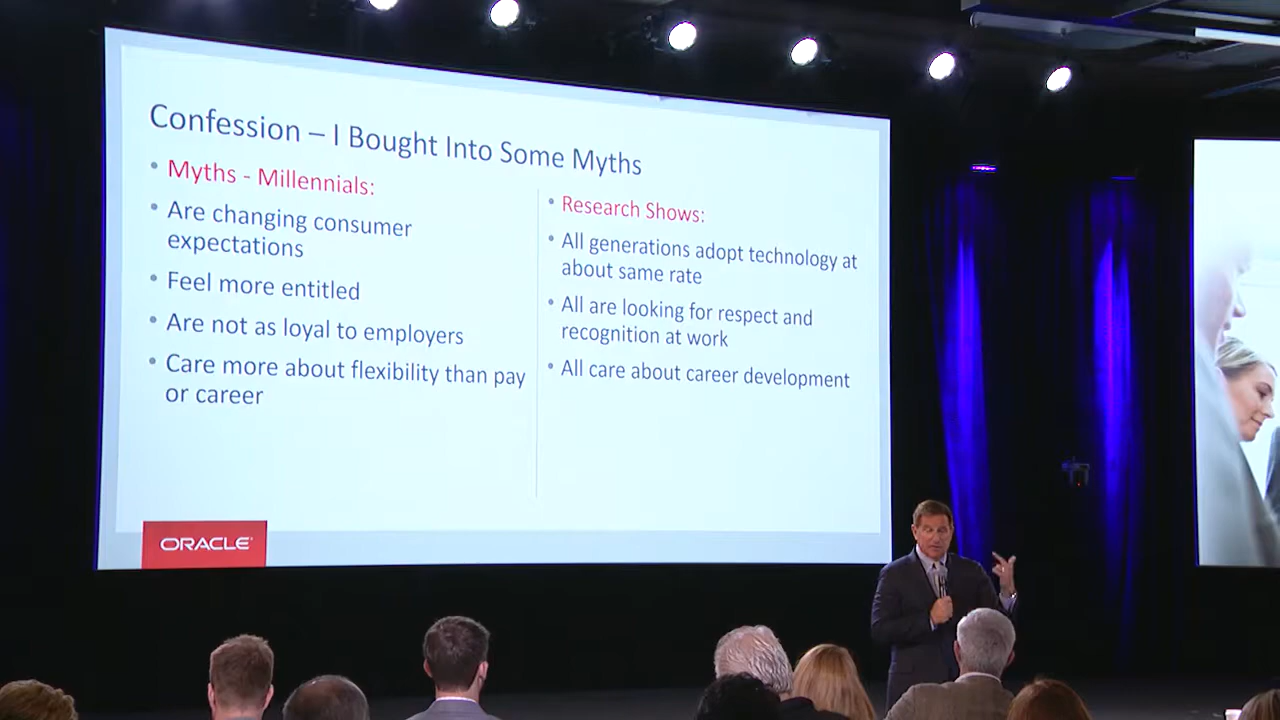 Confession – I Bought Into Some Myths
• Myths - Millennials:
• Are changing consumer
expectations
• Feel more entitled
• Are not as loyal to employers
• Care more about flexibility than pay
or career
• Research Shows:
• All generations adopt technology at
about same rate
• All are looking for respect and
recognition at work
• All care about career development
ORACLE